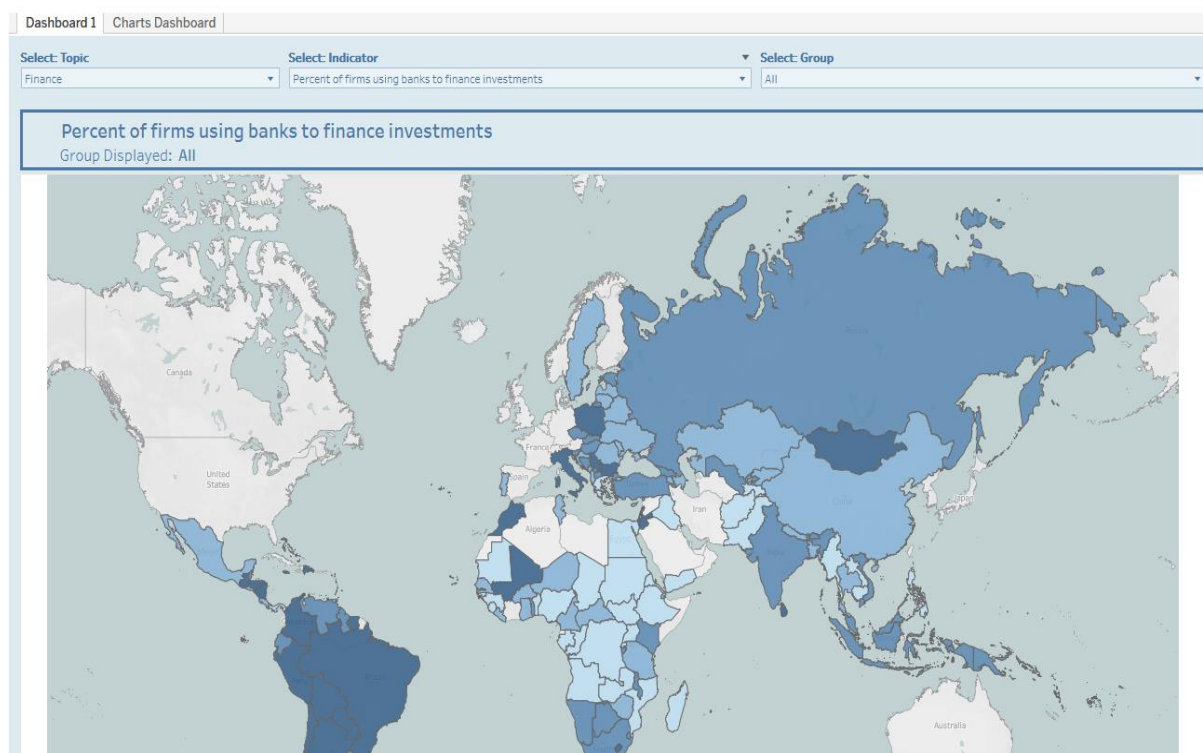 Dashboard 1 Charts Dashboard
Select: Topic Select: Indicator Select: Group
Finance Percent of firms using banks to finance investments All
Percent of firms using banks to finance investments
Group Displayed: All
Canada
France
United
States
Spain
Japan
Iran
Algeria
Australia